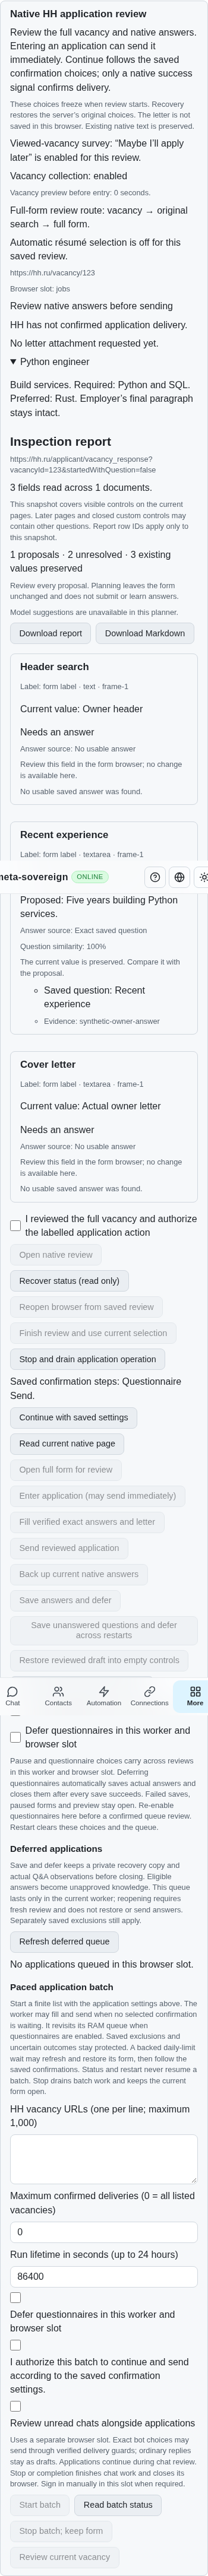 Native HH application review
Review the full vacancy and native answers.
Entering an application can send it
immediately. Continue follows the saved
confirmation choices; only a native success
signal confirms delivery.
These choices freeze when review starts. Recovery
restores the server's original choices. The letter is not
saved in this browser. Existing native text is preserved.
Viewed-vacancy survey: “Maybe I'll apply
later” is enabled for this review.
Vacancy collection: enabled
Vacancy preview before entry: 0 seconds.
Full-form review route: vacancy → original
search → full form.
Automatic résumé selection is off for this
saved review.
https://hh.ru/vacancy/123
Browser slot: jobs
Review native answers before sending
HH has not confirmed application delivery.
No letter attachment requested yet.
▼ Python engineer
Build services. Required: Python and SQL.
Preferred: Rust. Employer's final paragraph
stays intact.
Inspection report
https://hh.ru/applicant/vacancy_response?
vacancyId=123&startedWithQuestion=false
3 fields read across 1 documents.
This snapshot covers visible controls on the current
pages. Later pages and closed custom controls may
contain other questions. Report row IDs apply only to
this snapshot.
1 proposals · 2 unresolved · 3 existing
values preserved
Review every proposal. Planning leaves the form
unchanged and does not submit or learn answers.
Model suggestions are unavailable in this planner.
Download report Download Markdown
Header search
Label: form label · text · frame-1
Current value: Owner header
Needs an answer
Answer source: No usable answer
Review this field in the form browser; no change
is available here.
No usable saved answer was found.
Recent experience
Label: form label · textarea · frame-1
meta-sovereign ONLINE
Proposed: Five years building Python
services.
Answer source: Exact saved question
Question similarity: 100%
The current value is preserved. Compare it with
the proposal.
Saved question: Recent
experience
Evidence: synthetic-owner-answer
Cover letter
Label: form label · textarea · frame-1
Current value: Actual owner letter
Needs an answer
Answer source: No usable answer
Review this field in the form browser; no change
is available here.
No usable saved answer was found.
I reviewed the full vacancy and authorize
the labelled application action
Open native review
Recover status (read only)
Reopen browser from saved review
Finish review and use current selection
Stop and drain application operation
Saved confirmation steps: Questionnaire
Send.
Continue with saved settings
Read current native page
Open full form for review
Enter application (may send immediately)
Fill verified exact answers and letter
Send reviewed application
Back up current native answers
Save answers and defer
Save unanswered questions and defer
across restarts
Restore reviewed draft into empty controls
Chat Contacts Automation Connections More
Defer questionnaires in this worker and
browser slot
Pause and questionnaire choices carry across reviews
in this worker and browser slot. Deferring
questionnaires automatically saves actual answers and
closes them after every save succeeds. Failed saves,
paused forms and preview stay open. Re-enable
questionnaires here before a confirmed queue review.
Restart clears these choices and the queue.
Deferred applications
Save and defer keeps a private recovery copy and
actual Q&A observations before closing. Eligible
answers become unapproved knowledge. This queue
lasts only in the current worker; reopening requires
fresh review and does not restore or send answers.
Separately saved exclusions still apply.
Refresh deferred queue
No applications queued in this browser slot.
Paced application batch
Start a finite list with the application settings above. The
worker may fill and send when no selected confirmation
is waiting. It revisits its RAM queue when
questionnaires are enabled. Saved exclusions and
uncertain outcomes stay protected. A backed daily-limit
wait may refresh and restore its form, then follow the
saved confirmations. Status and restart never resume a
batch. Stop drains batch work and keeps the current
form open.
HH vacancy URLs (one per line; maximum
1,000)
Maximum confirmed deliveries (0 = all listed
vacancies)
0
Run lifetime in seconds (up to 24 hours)
86400
Defer questionnaires in this worker and
browser slot
I authorize this batch to continue and send
according to the saved confirmation
settings.
Review unread chats alongside applications
Uses a separate browser slot. Exact bot choices may
send through verified delivery guards; ordinary replies
stay as drafts. Applications continue during chat review.
Stop or completion finishes chat work and closes its
browser. Sign in manually in this slot when required.
Start batch Read batch status
Stop batch; keep form
Review current vacancy